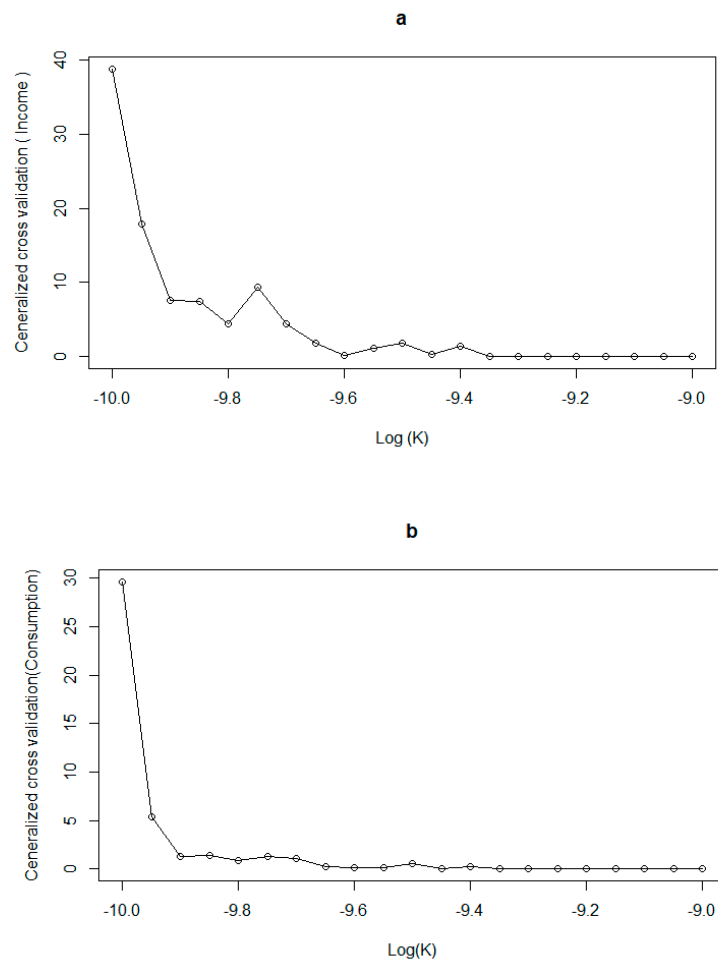 a
Ceneralized cross validation ( Income )
40
30
20
10
0
-10.0 -9.8 -9.6 -9.4 -9.2 -9.0
Log (K)
b
Ceneralized cross validation(Consumption)
30
25
20
15
10
5
0
-10.0 -9.8 -9.6 -9.4 -9.2 -9.0
Log(K)